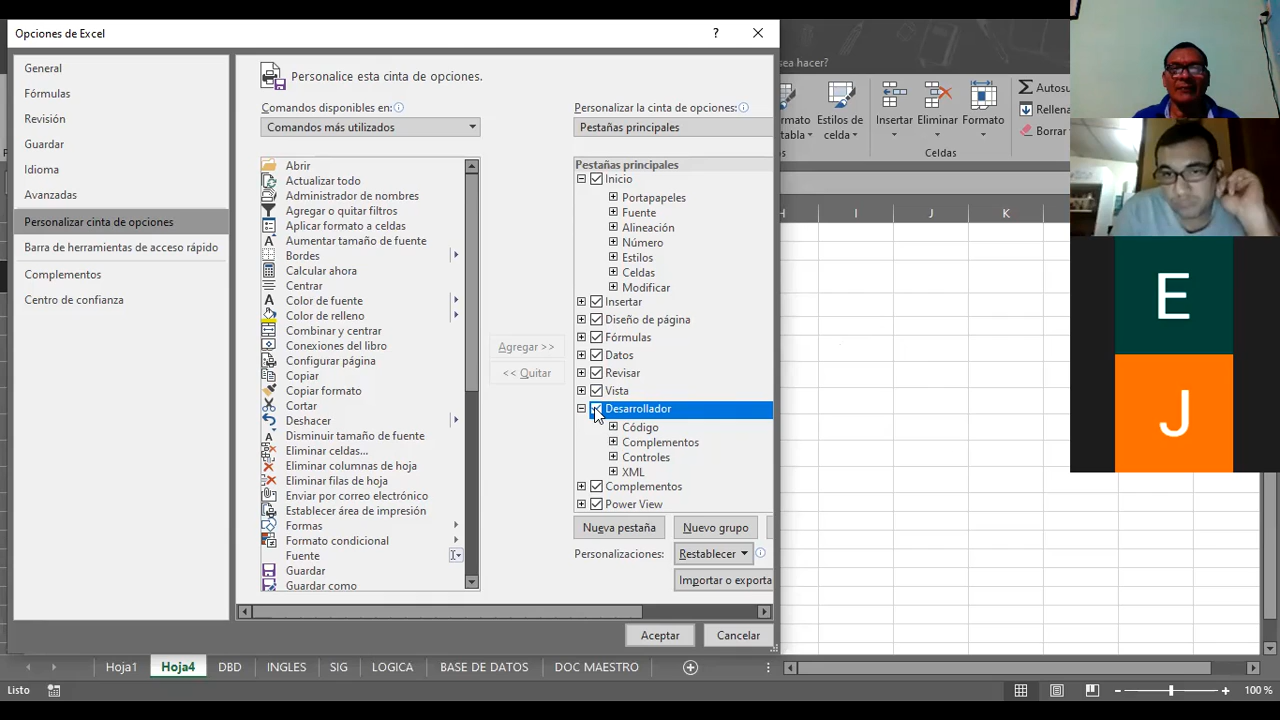 Opciones de Excel
?
General
Fórmulas
Revisión
Guardar
Idioma
Avanzadas
Personalizar cinta de opciones
Barra de herramientas de acceso rápido
Complementos
Centro de confianza
Personalice esta cinta de opciones.
Comandos disponibles en:
Comandos más utilizados
Abrir
Actualizar todo
Administrador de nombres
Agregar o quitar filtros
Aplicar formato a celdas
Aumentar tamaño de fuente
Bordes
Calcular ahora
Centrar
Color de fuente
Color de relleno
Combinar y centrar
Conexiones del libro
Configurar página
Copiar
Copiar formato
Cortar
Deshacer
Disminuir tamaño de fuente
Eliminar celdas...
Eliminar columnas de hoja
Eliminar filas de hoja
Enviar por correo electrónico
Establecer área de impresión
Formas
Formato condicional
Fuente
Guardar
Guardar como
Agregar >>
<< Quitar
Personalizar la cinta de opciones:
Pestañas principales
Pestañas principales
Inicio
Portapapeles
Fuente
Alineación
Número
Estilos
Celdas
Modificar
Insertar
Diseño de página
Fórmulas
Datos
Revisar
Vista
Desarrollador
Código
Complementos
Controles
XML
Complementos
Power View
Nueva pestaña
Nuevo grupo
Personalizaciones:
Restablecer
Importar o exporta
Aceptar
Cancelar
sea hacer?
ormato
tabla
Estilos de
celda
Insertar
Eliminar
Formato
Celdas
Autosu
Rellena
Borrar
H I J K
E
J
Hoja1 Hoja4 DBD INGLES SIG LOGICA BASE DE DATOS DOC MAESTRO
Listo
100 %